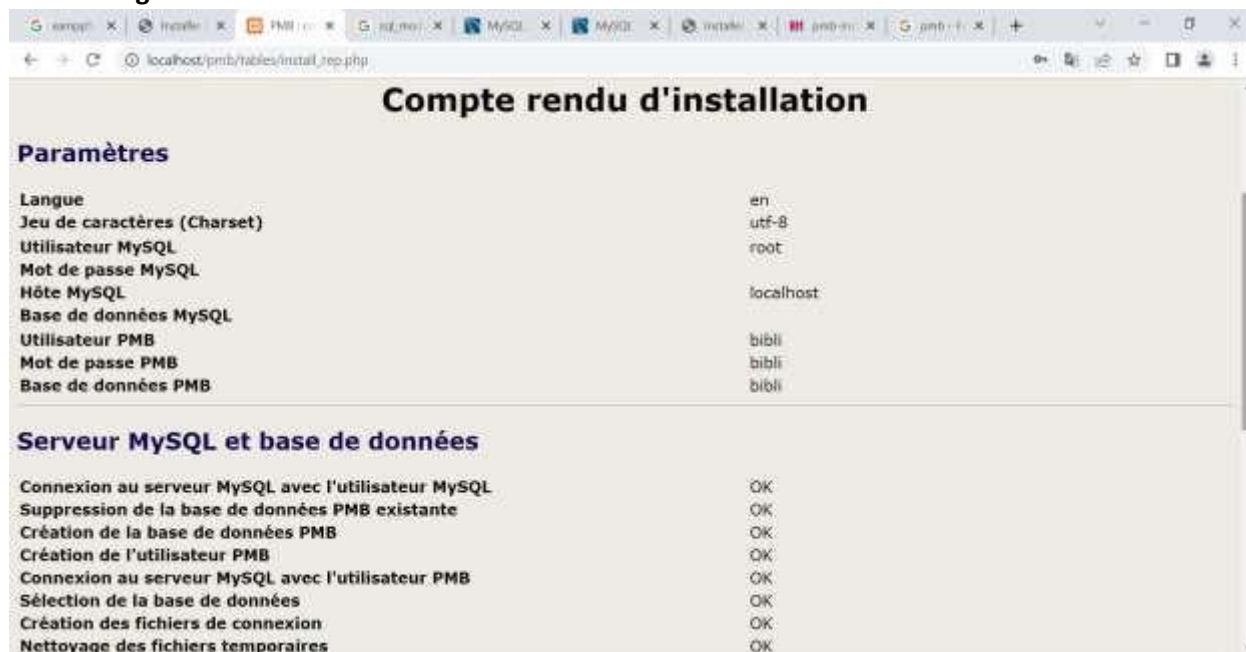 localhost/pmb/tables/install_rep.php
Compte rendu d'installation
Paramètres
Langue en
Jeu de caractères (Charset) utf-8
Utilisateur MySQL root
Mot de passe MySQL
Hôte MySQL localhost
Base de données MySQL
Utilisateur PMB bibli
Mot de passe PMB bibli
Base de données PMB bibli
Serveur MySQL et base de données
Connexion au serveur MySQL avec l'utilisateur MySQL OK
Suppression de la base de données PMB existante OK
Création de la base de données PMB OK
Création de l'utilisateur PMB OK
Connexion au serveur MySQL avec l'utilisateur PMB OK
Sélection de la base de données OK
Création des fichiers de connexion OK
Nettoyage des fichiers temporaires OK